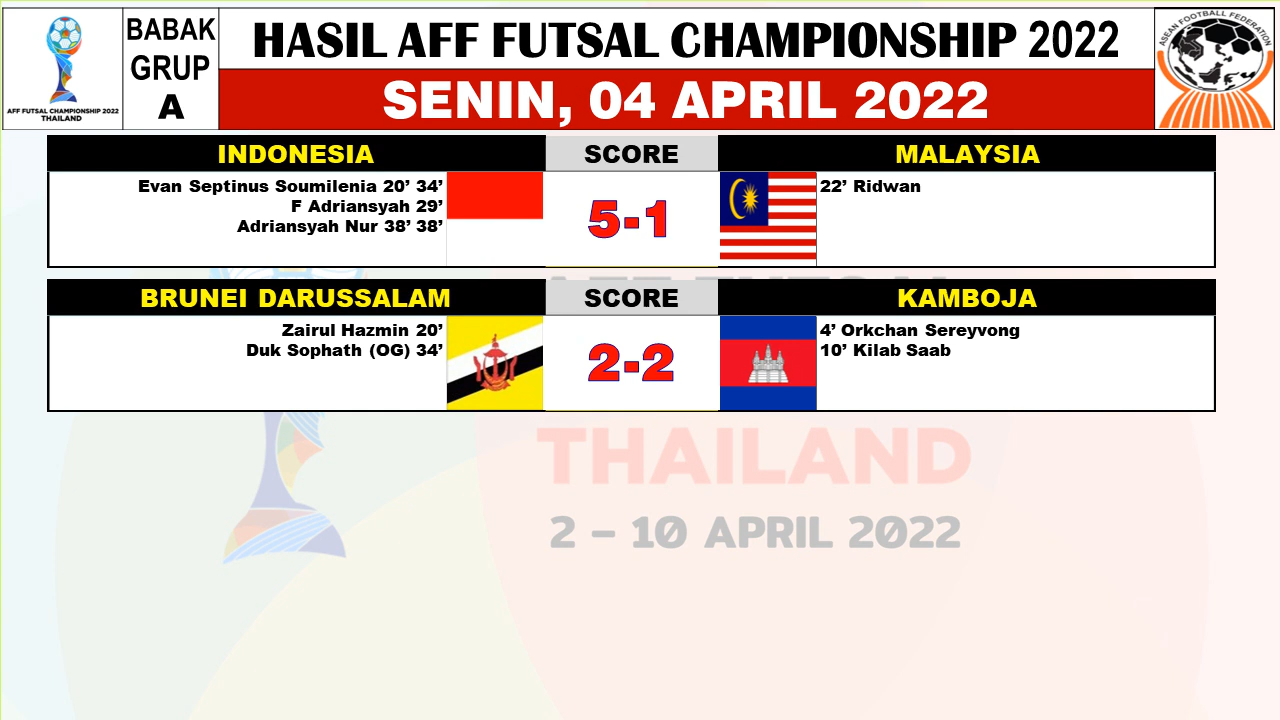 AFF FUTSAL CHAMPIONSHIP 2022
THAILAND
BABAK
GRUP
A
HASIL AFF FUTSAL CHAMPIONSHIP 2022
SENIN, 04 APRIL 2022
ASEAN FOOTBALL FEDERATION
INDONESIA
SCORE
MALAYSIA
Evan Septinus Soumilenia 20’ 34’
F Adriansyah 29’
Adriansyah Nur 38’ 38’
5-1
22’ Ridwan
BRUNEI DARUSSALAM
SCORE
KAMBOJA
Zairul Hazmin 20’
Duk Sophath (OG) 34’
2-2
4’ Orkchan Sereyvong
10’ Kilab Saab
THAILAND
2 – 10 APRIL 2022